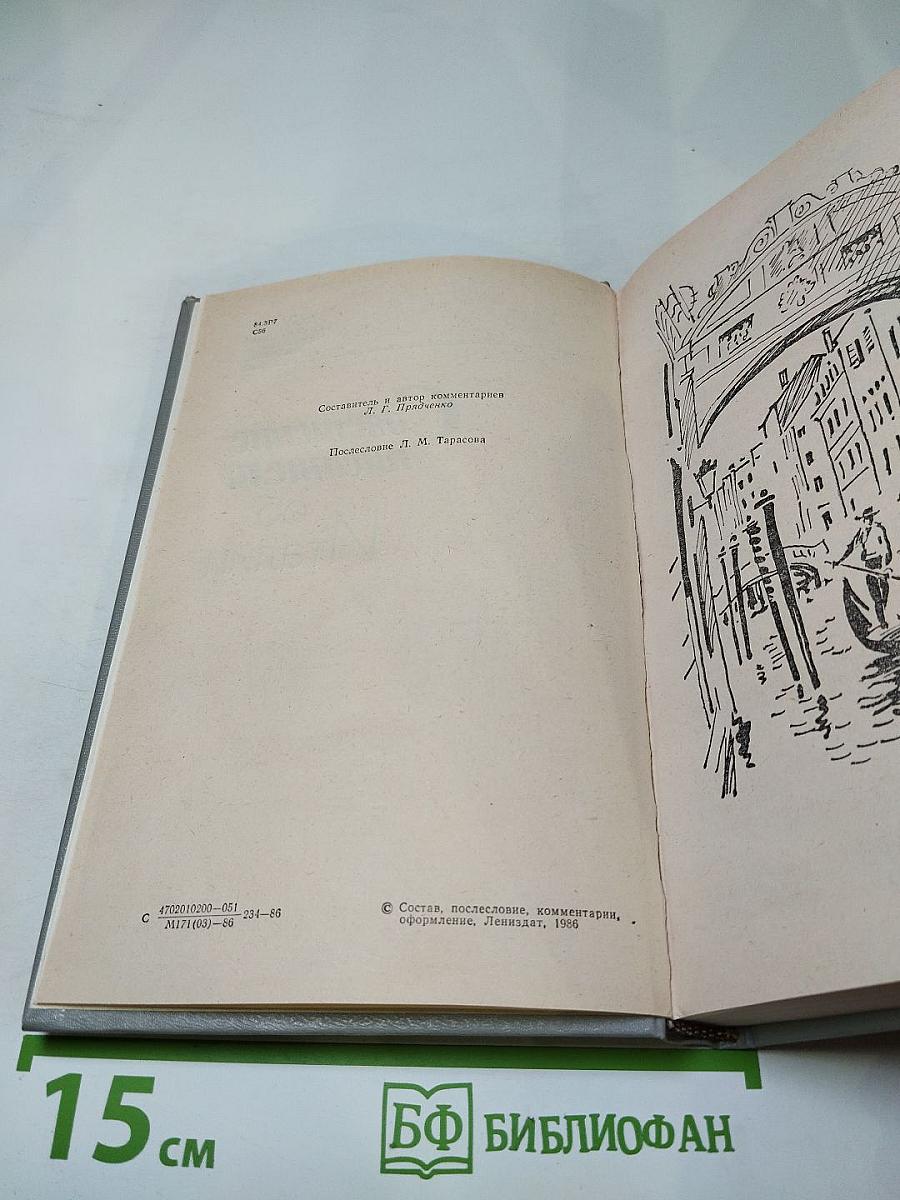 84.3Р7
С56
Составитель и автор комментариев
Л. Г. Прядченко
Послесловие Л. М. Тарасова
С 4702010200—051
М171(03)—86
234—86
© Состав, послесловие, комментарии,
оформление, Лениздат, 1986
15 см
БФ БИБЛИОФАН